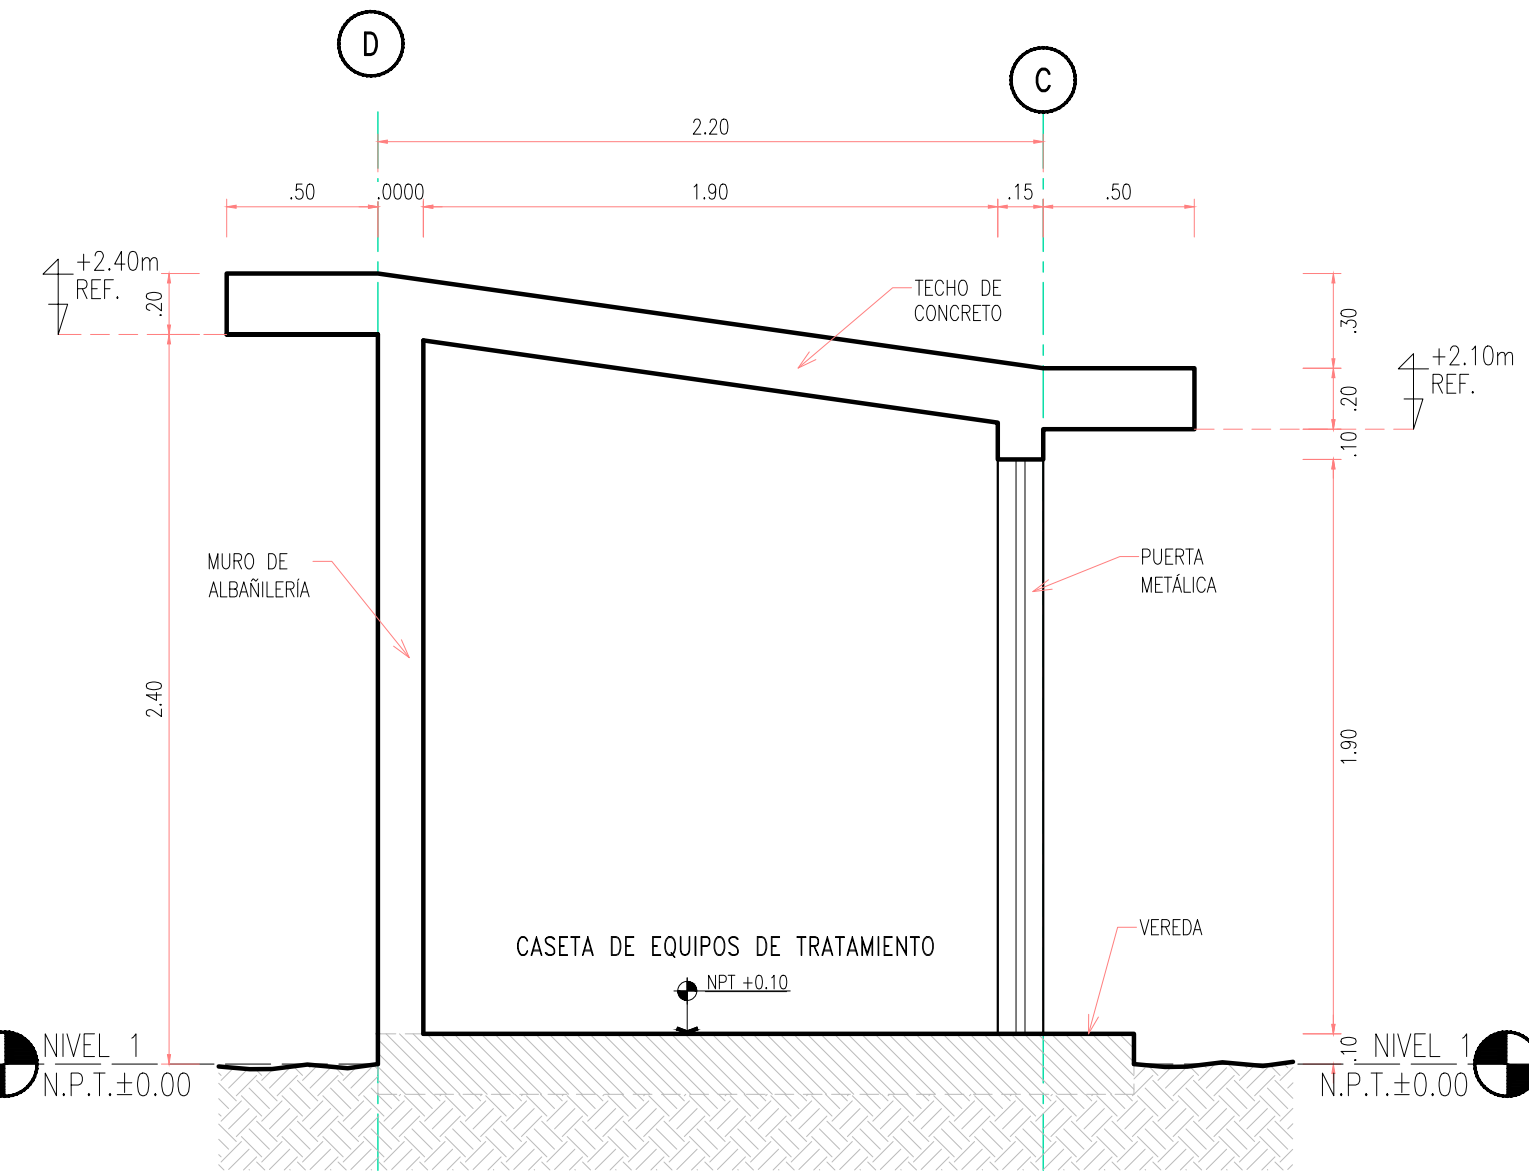 D
C
2.20
.50
.0000
1.90
.15
.50
+2.40m
REF.
.20
TECHO DE
CONCRETO
.30
+2.10m
REF.
.20
.10
MURO DE
ALBAÑILERÍA
PUERTA
METÁLICA
2.40
1.90
VEREDA
CASETA DE EQUIPOS DE TRATAMIENTO
NPT +0.10
NIVEL 1
N.P.T.±0.00
.10
NIVEL 1
N.P.T.±0.00